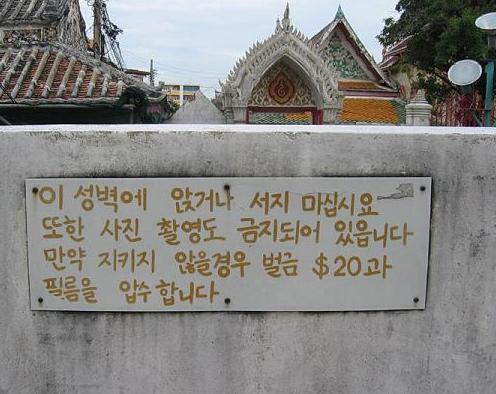 이 성벽에 앉거나 서지 마십시요
또한 사진 촬영도 금지되어 있읍니다
만약 지키지 않을경우 벌금 $20과
필름을 압수합니다